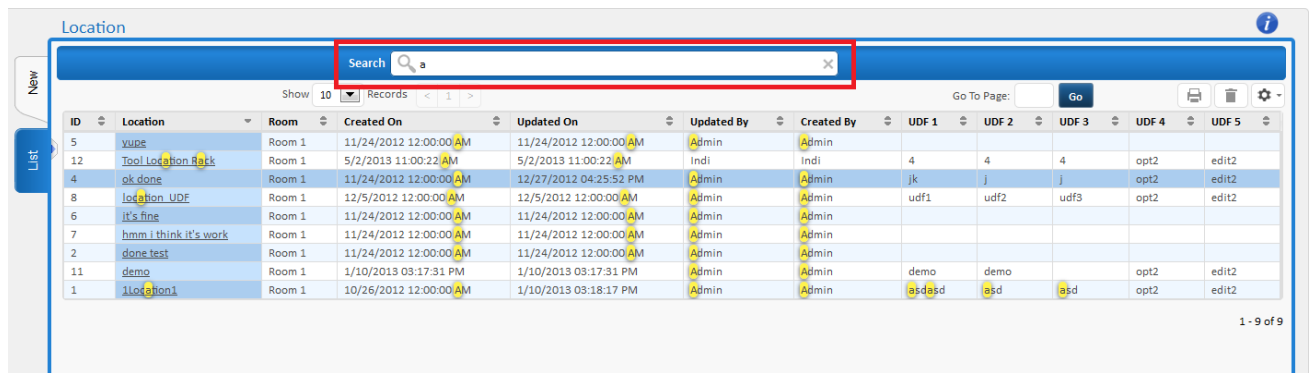 Location
New
List
Search a
Show 10 Records < 1 > Go To Page: Go
ID Location Room Created On Updated On Updated By Created By UDF 1 UDF 2 UDF 3 UDF 4 UDF 5
5 vupe Room 1 11/24/2012 12:00:00 AM 11/24/2012 12:00:00 AM Admin Admin
12 Tool Location Rack Room 1 5/2/2013 11:00:22 AM 5/2/2013 11:00:22 AM Indi Indi 4 4 4 opt2 edit2
4 ok done Room 1 11/24/2012 12:00:00 AM 12/27/2012 04:25:52 PM Admin Admin jk j j opt2 edit2
8 location_UDF Room 1 12/5/2012 12:00:00 AM 12/5/2012 12:00:00 AM Admin Admin udf1 udf2 udf3 opt2 edit2
6 it's fine Room 1 11/24/2012 12:00:00 AM 11/24/2012 12:00:00 AM Admin Admin
7 hmm i think it's work Room 1 11/24/2012 12:00:00 AM 11/24/2012 12:00:00 AM Admin Admin
2 done test Room 1 11/24/2012 12:00:00 AM 11/24/2012 12:00:00 AM Admin Admin
11 demo Room 1 1/10/2013 03:17:31 PM 1/10/2013 03:17:31 PM Admin Admin demo demo opt2 edit2
1 1Location1 Room 1 10/26/2012 12:00:00 AM 1/10/2013 03:18:17 PM Admin Admin asdasd asd asd opt2 edit2
1 - 9 of 9